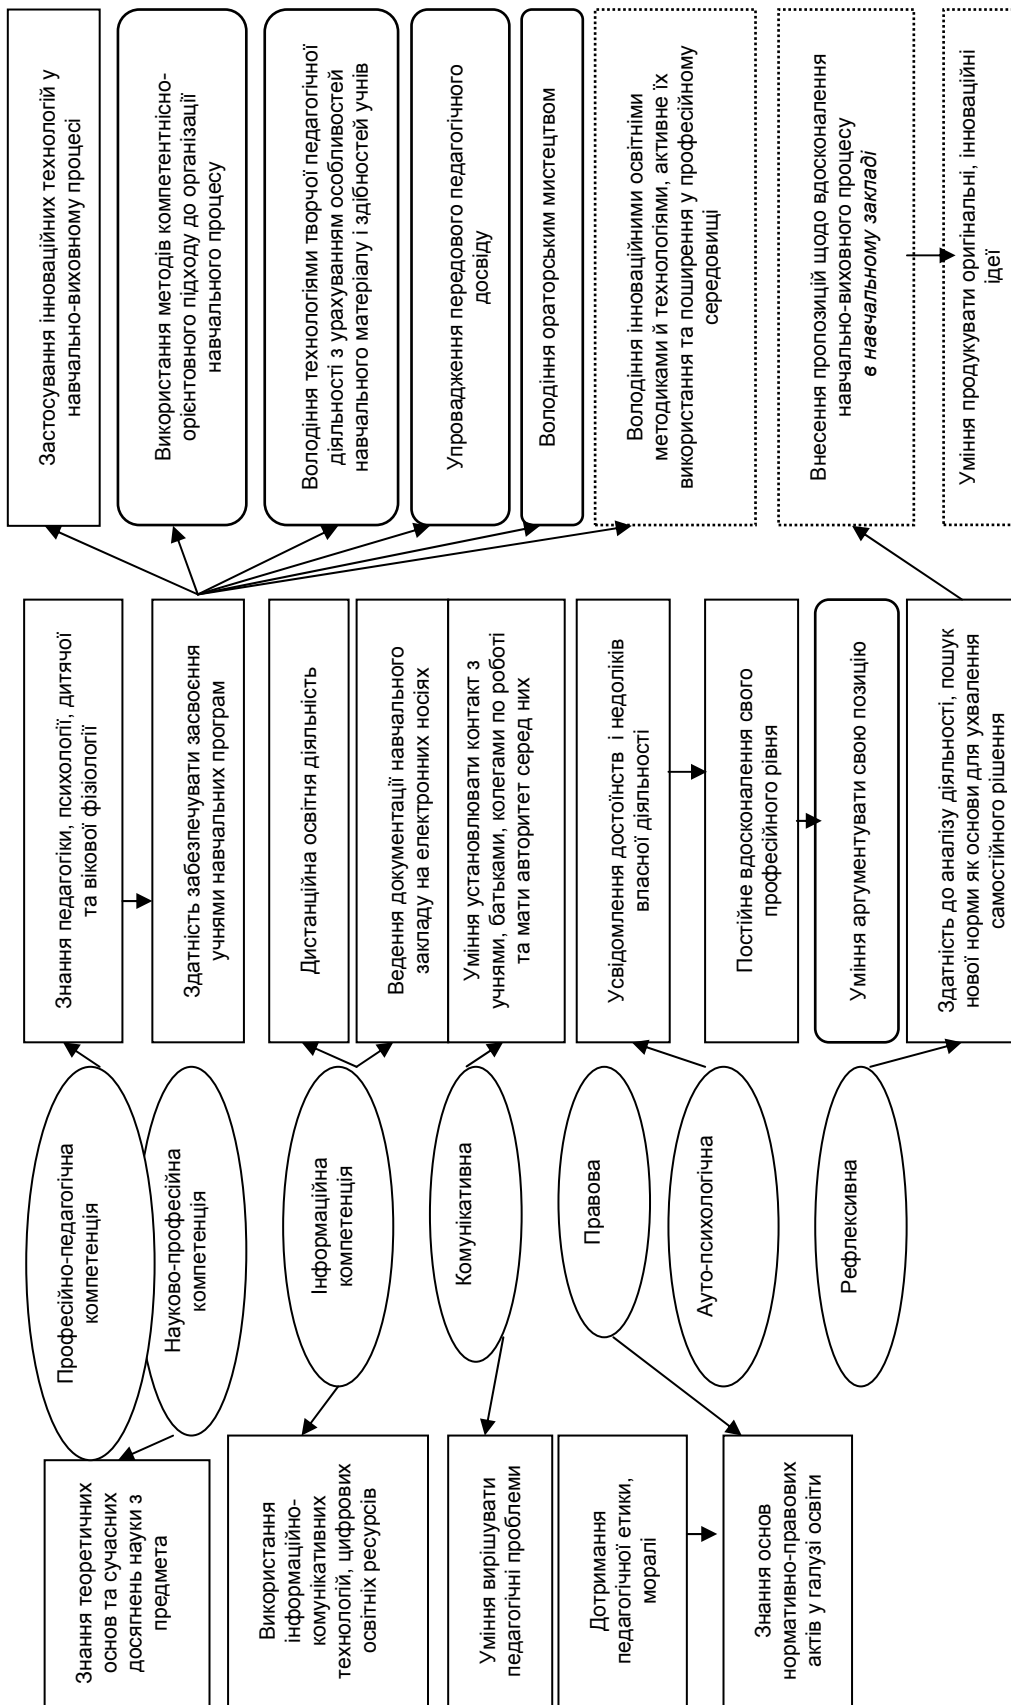 Знання теоретичних
основ та сучасних
досягнень науки з
предмета
Використання
інформаційно-
комунікативних
технологій, цифрових
освітніх ресурсів
Уміння вирішувати
педагогічні проблеми
Дотримання
педагогічної етики,
моралі
Знання основ
нормативно-правових
актів у галузі освіти
Професійно-педагогічна
компетенція
Науково-професійна
компетенція
Інформаційна
компетенція
Комунікативна
Правова
Ауто-психологічна
Рефлексивна
Знання педагогіки, психології, дитячої
та вікової фізіології
Здатність забезпечувати засвоєння
учнями навчальних програм
Дистанційна освітня діяльність
Ведення документації навчального
закладу на електронних носіях
Уміння установлювати контакт з
учнями, батьками, колегами по роботі
та мати авторитет серед них
Усвідомлення достоїнств і недоліків
власної діяльності
Постійне вдосконалення свого
професійного рівня
Уміння аргументувати свою позицію
Здатність до аналізу діяльності, пошук
нової норми як основи для ухвалення
самостійного рішення
Застосування інноваційних технологій у
навчально-виховному процесі
Використання методів компетентнісно-
орієнтовного підходу до організації
навчального процесу
Володіння технологіями творчої педагогічної
діяльності з урахуванням особливостей
навчального матеріалу і здібностей учнів
Упровадження передового педагогічного
досвіду
Володіння ораторським мистецтвом
Володіння інноваційними освітніми
методиками й технологіями, активне їх
використання та поширення у професійному
середовищі
Внесення пропозицій щодо вдосконалення
навчально-виховного процесу
в навчальному закладі
Уміння продукувати оригінальні, інноваційні
ідеї